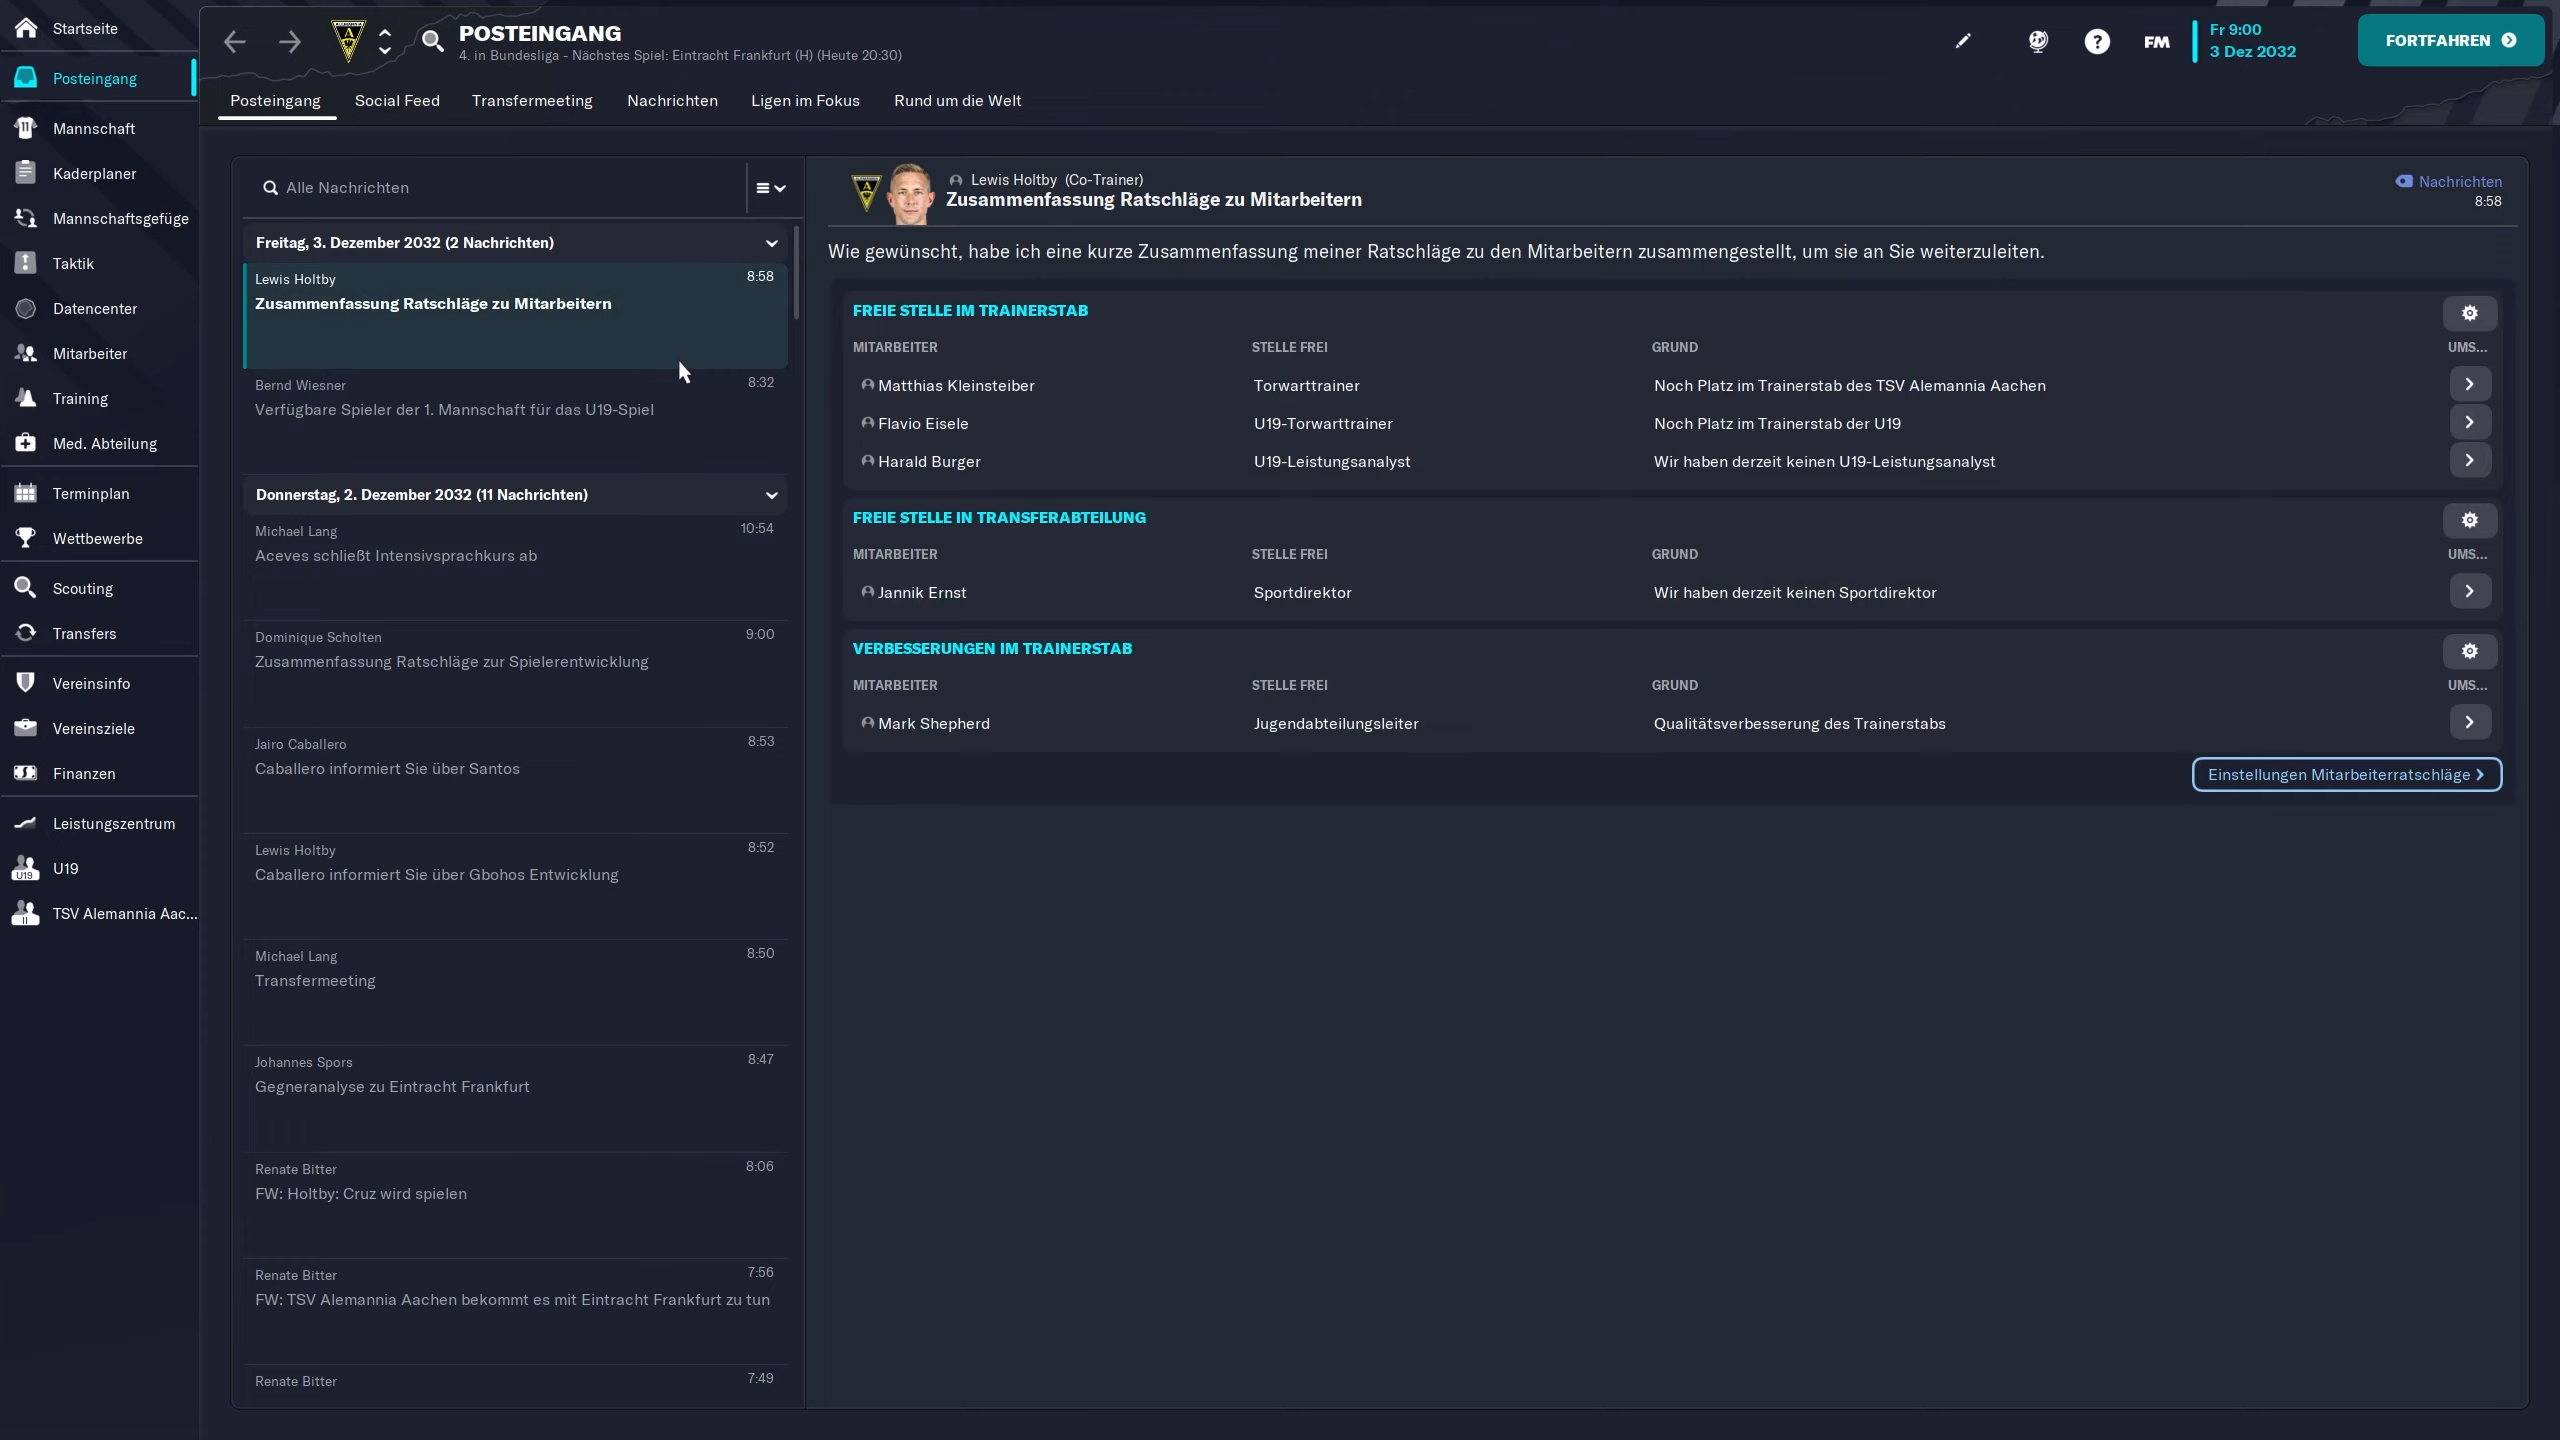 Startseite
Posteingang
Mannschaft
Kaderplaner
Mannschaftsgefüge
Taktik
Datencenter
Mitarbeiter
Training
Med. Abteilung
Terminplan
Wettbewerbe
Scouting
Transfers
Vereinsinfo
Vereinsziele
Finanzen
Leistungszentrum
U19
U19
II
TSV Alemannia Aac...
POSTEINGANG
4. in Bundesliga - Nächstes Spiel: Eintracht Frankfurt (H) (Heute 20:30)
FM
Fr 9:00
3 Dez 2032
FORTFAHREN
Posteingang Social Feed Transfermeeting Nachrichten Ligen im Fokus Rund um die Welt
Alle Nachrichten
Freitag, 3. Dezember 2032 (2 Nachrichten)
Lewis Holtby 8:58
Zusammenfassung Ratschläge zu Mitarbeitern
Bernd Wiesner 8:32
Verfügbare Spieler der 1. Mannschaft für das U19-Spiel
Donnerstag, 2. Dezember 2032 (11 Nachrichten)
Michael Lang 10:54
Aceves schließt Intensivsprachkurs ab
Dominique Scholten 9:00
Zusammenfassung Ratschläge zur Spielerentwicklung
Jairo Caballero 8:53
Caballero informiert Sie über Santos
Lewis Holtby 8:52
Caballero informiert Sie über Gbohos Entwicklung
Michael Lang 8:50
Transfermeeting
Johannes Spors 8:47
Gegneranalyse zu Eintracht Frankfurt
Renate Bitter 8:06
FW: Holtby: Cruz wird spielen
Renate Bitter 7:56
FW: TSV Alemannia Aachen bekommt es mit Eintracht Frankfurt zu tun
Renate Bitter 7:49
Lewis Holtby (Co-Trainer)
Zusammenfassung Ratschläge zu Mitarbeitern
Nachrichten
8:58
Wie gewünscht, habe ich eine kurze Zusammenfassung meiner Ratschläge zu den Mitarbeitern zusammengestellt, um sie an Sie weiterzuleiten.
FREIE STELLE IM TRAINERSTAB
MITARBEITER STELLE FREI GRUND UMS...
Matthias Kleinsteiber Torwarttrainer Noch Platz im Trainerstab des TSV Alemannia Aachen
Flavio Eisele U19-Torwarttrainer Noch Platz im Trainerstab der U19
Harald Burger U19-Leistungsanalyst Wir haben derzeit keinen U19-Leistungsanalyst
FREIE STELLE IN TRANSFERABTEILUNG
MITARBEITER STELLE FREI GRUND UMS...
Jannik Ernst Sportdirektor Wir haben derzeit keinen Sportdirektor
VERBESSERUNGEN IM TRAINERSTAB
MITARBEITER STELLE FREI GRUND UMS...
Mark Shepherd Jugendabteilungsleiter Qualitätsverbesserung des Trainerstabs
Einstellungen Mitarbeiterratschläge